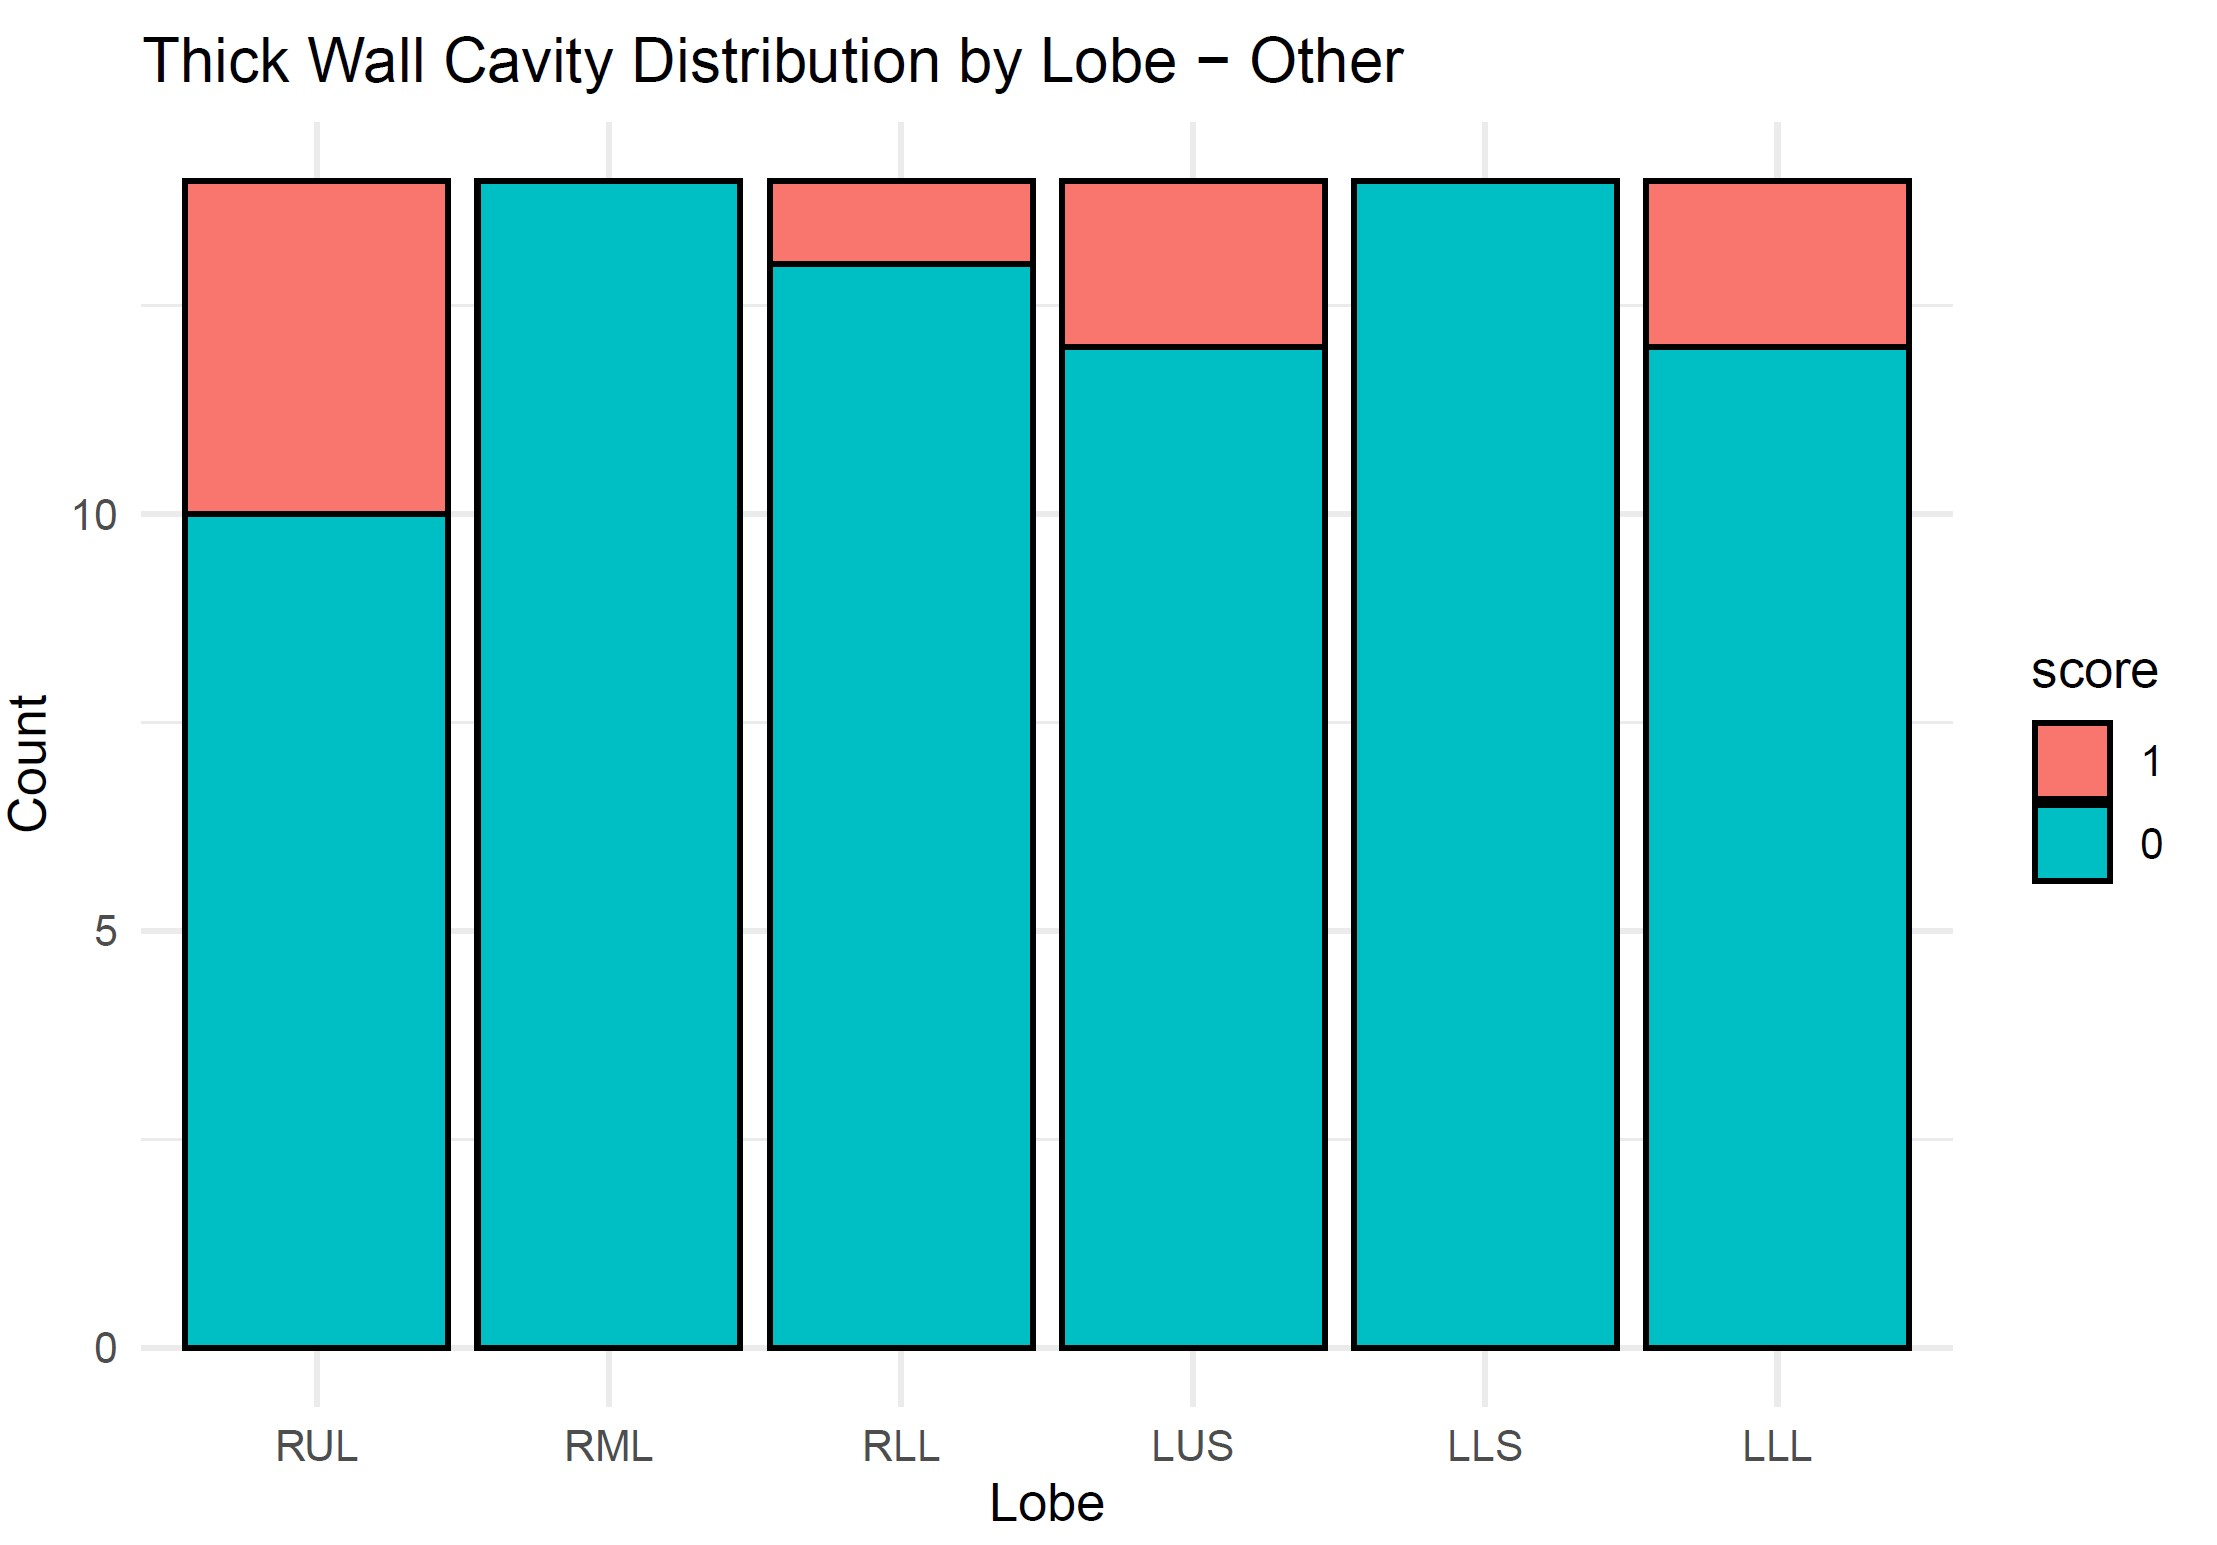 Thick Wall Cavity Distribution by Lobe − Other
Count
10
5
0
RUL RML RLL LUS LLS LLL
Lobe
score
1
0